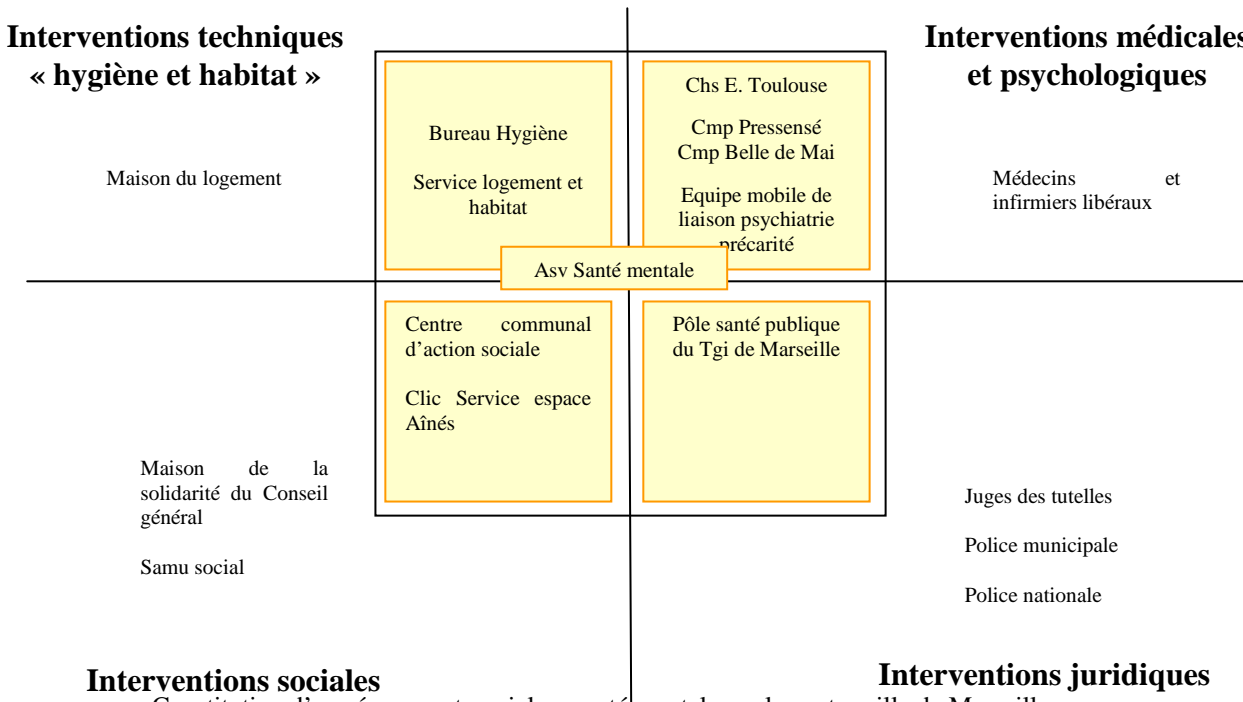 Interventions techniques
« hygiène et habitat »
Interventions médicales
et psychologiques
Maison du logement
Bureau Hygiène
Service logement et
habitat
Chs E. Toulouse
Cmp Pressensé
Cmp Belle de Mai
Equipe mobile de
liaison psychiatrie
précarité
Médecins et
infirmiers libéraux
Asv Santé mentale
Centre communal
d'action sociale
Clic Service espace
Aînés
Pôle santé publique
du Tgi de Marseille
Maison de la
solidarité du Conseil
général
Samu social
Juges des tutelles
Police municipale
Police nationale
Interventions sociales
Interventions juridiques